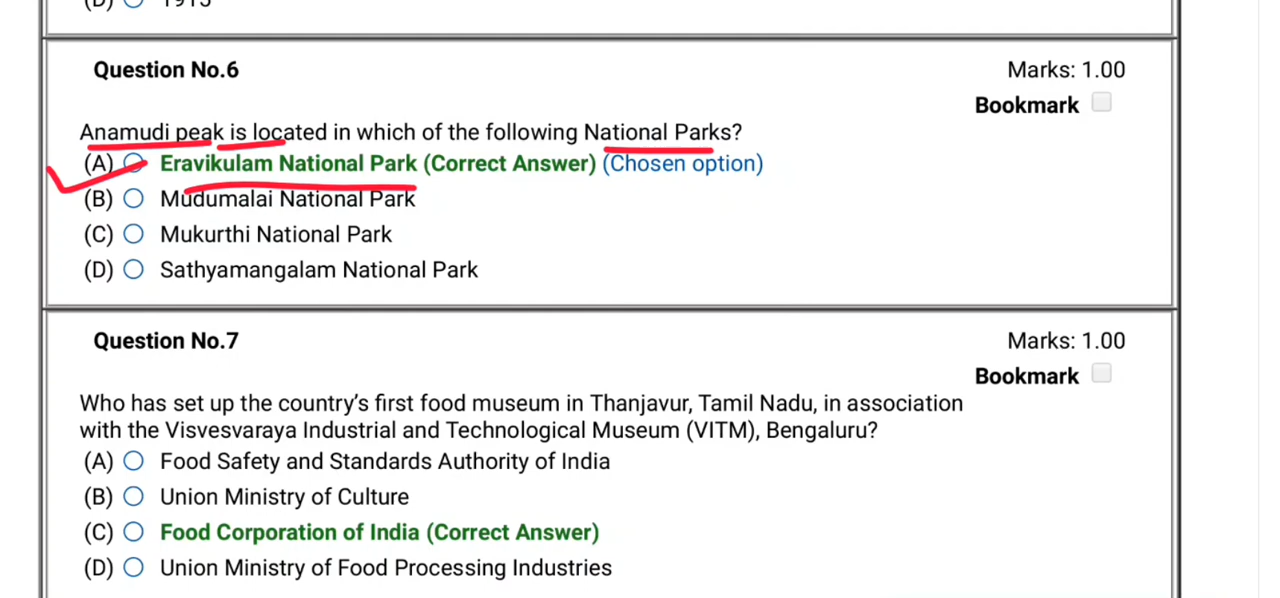 (D) 1915
Question No.6
Marks: 1.00
Bookmark
Anamudi peak is located in which of the following National Parks?
(A) Eravikulam National Park (Correct Answer) (Chosen option)
(B) Mudumalai National Park
(C) Mukurthi National Park
(D) Sathyamangalam National Park
Question No.7
Marks: 1.00
Bookmark
Who has set up the country's first food museum in Thanjavur, Tamil Nadu, in association
with the Visvesvaraya Industrial and Technological Museum (VITM), Bengaluru?
(A) Food Safety and Standards Authority of India
(B) Union Ministry of Culture
(C) Food Corporation of India (Correct Answer)
(D) Union Ministry of Food Processing Industries